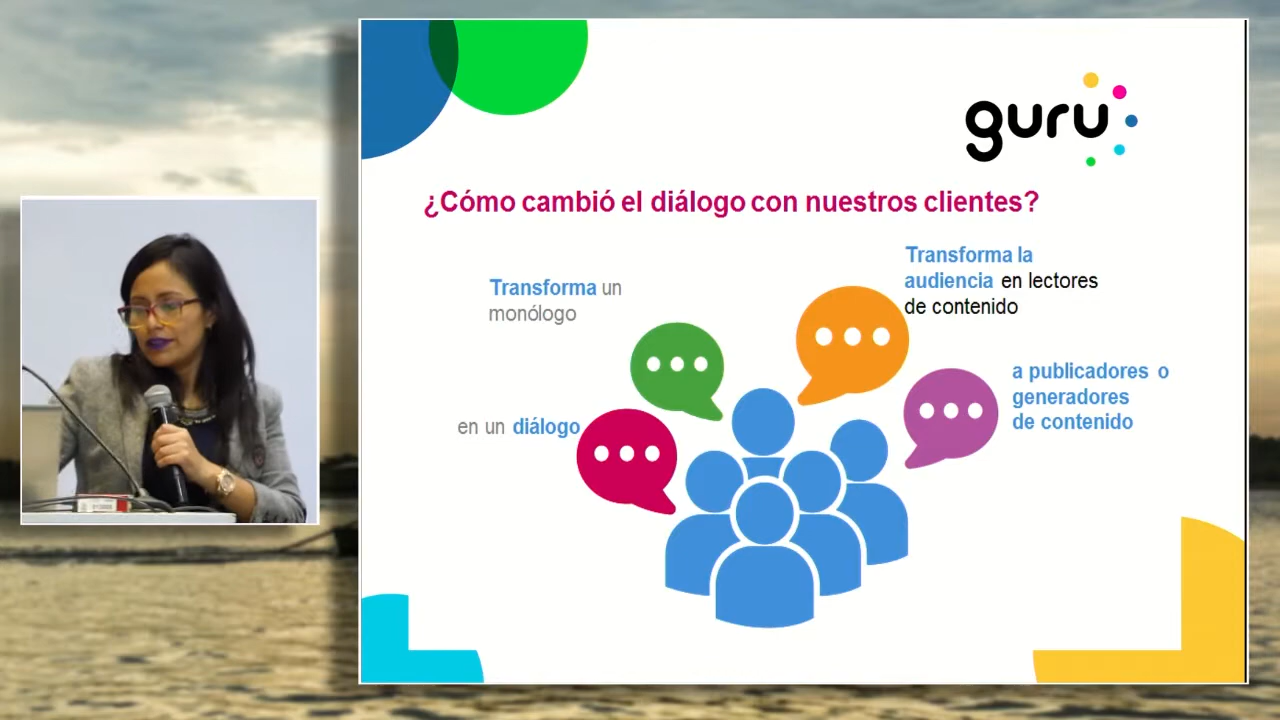 guru
¿Cómo cambió el diálogo con nuestros clientes?
Transforma un
monólogo
en un diálogo
Transforma la
audiencia en lectores
de contenido
a publicadores o
generadores
de contenido